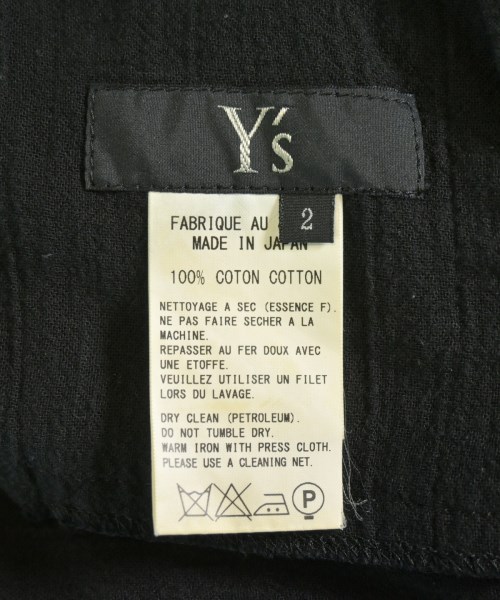 Y's
2
FABRIQUE AU
MADE IN JAPAN
100% COTON COTTON
NETTOYAGE A SEC (ESSENCE F).
NE PAS FAIRE SECHER A LA
MACHINE.
REPASSER AU FER DOUX AVEC
UNE ETOFFE.
VEUILLEZ UTILISER UN FILET
LORS DU LAVAGE.
DRY CLEAN (PETROLEUM).
DO NOT TUMBLE DRY.
WARM IRON WITH PRESS CLOTH.
PLEASE USE A CLEANING NET.
P